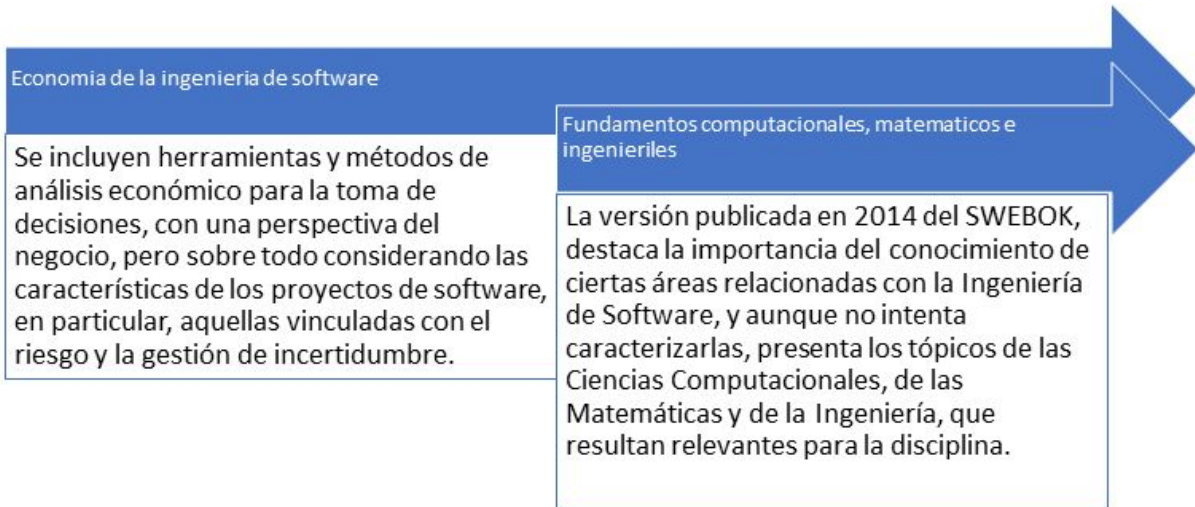 Economia de la ingenieria de software
Se incluyen herramientas y métodos de
análisis económico para la toma de
decisiones, con una perspectiva del
negocio, pero sobre todo considerando las
características de los proyectos de software,
en particular, aquellas vinculadas con el
riesgo y la gestión de incertidumbre.
Fundamentos computacionales, matematicos e
ingenieriles
La versión publicada en 2014 del SWEBOK,
destaca la importancia del conocimiento de
ciertas áreas relacionadas con la Ingeniería
de Software, y aunque no intenta
caracterizarlas, presenta los tópicos de las
Ciencias Computacionales, de las
Matemáticas y de la Ingeniería, que
resultan relevantes para la disciplina.